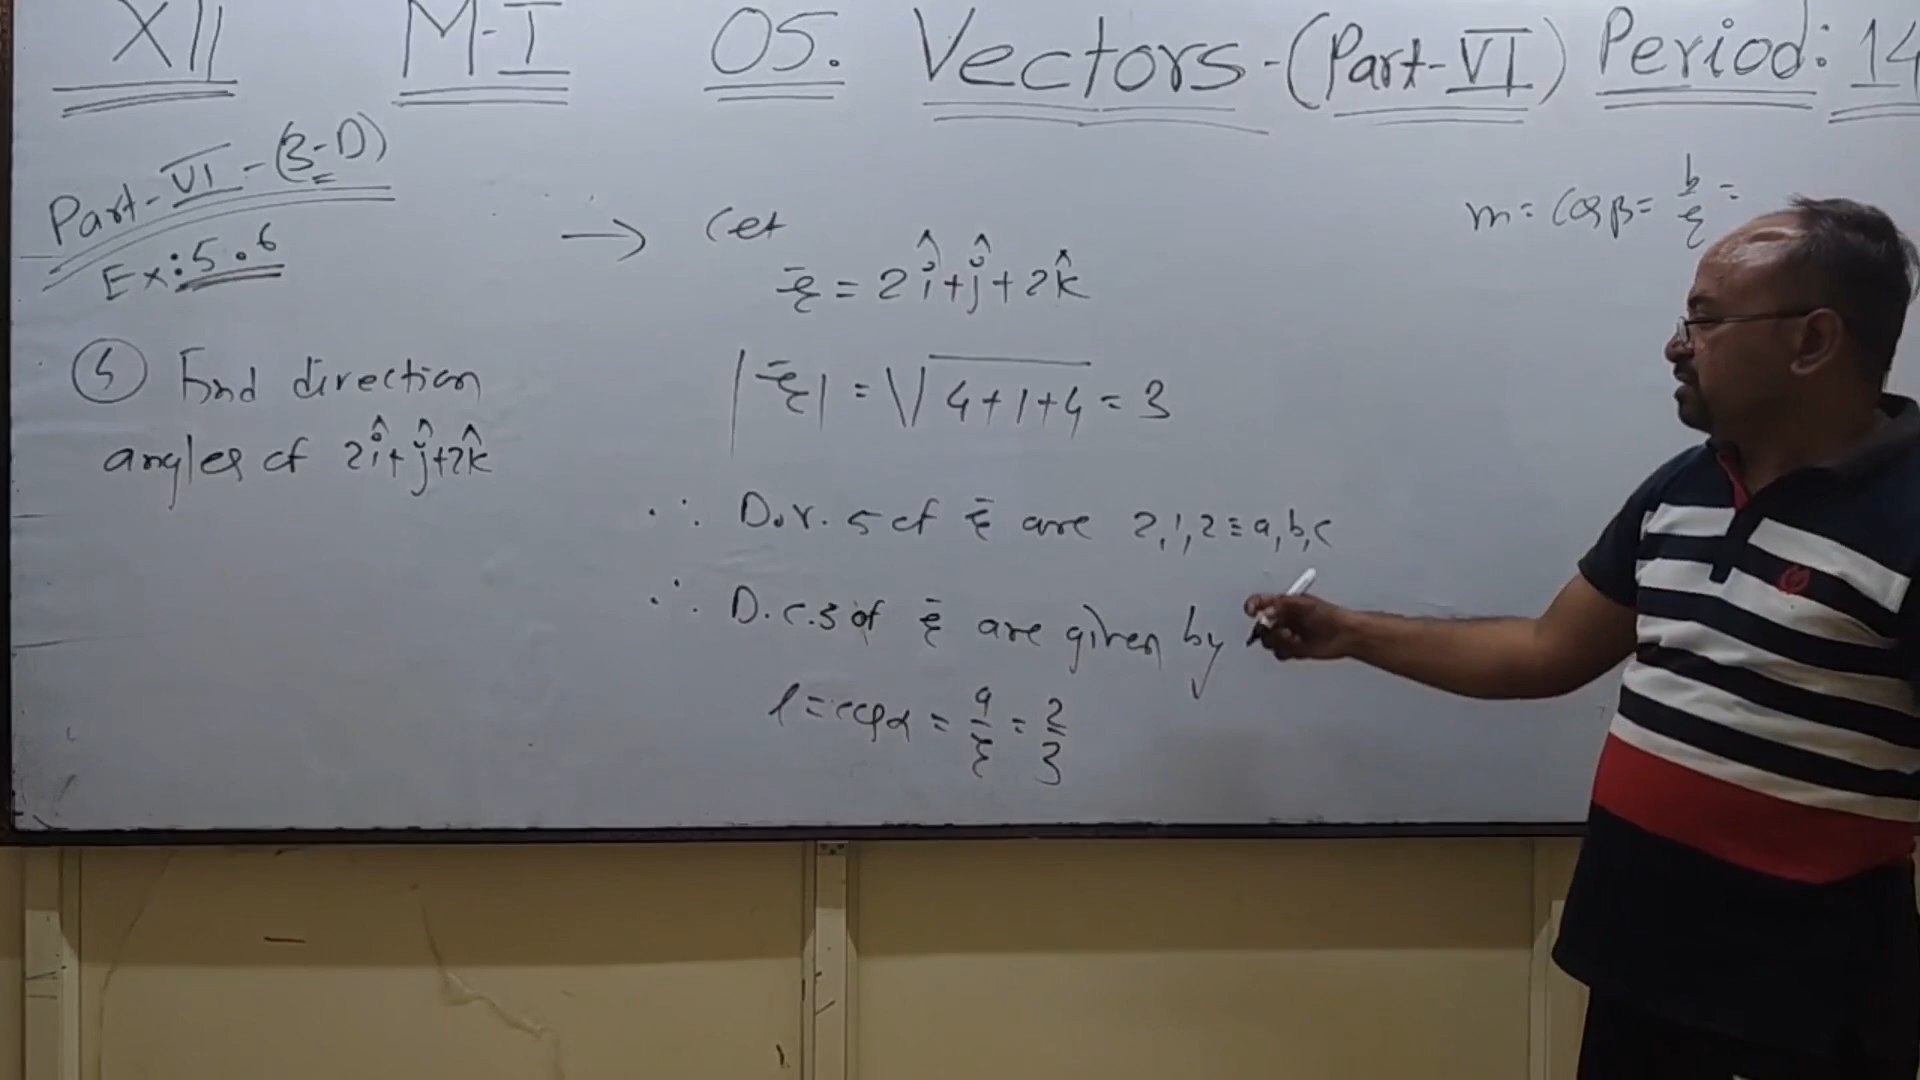 XII M-I 05. Vectors-(Part-VI) Period: 14
Part-VI-(3-D)
Ex:5.6
5 Find direction
angles of 2î+ĵ+2k̂
→ Let
r̄ = 2î+ĵ+2k̂
|r̄| = √4+1+4 = 3
∴ D.r.s of r̄ are 2,1,2 ≡ a,b,c
∴ D.c.s of r̄ are given by
l = cosα = a/r = 2/3
m = cosβ = b/r =